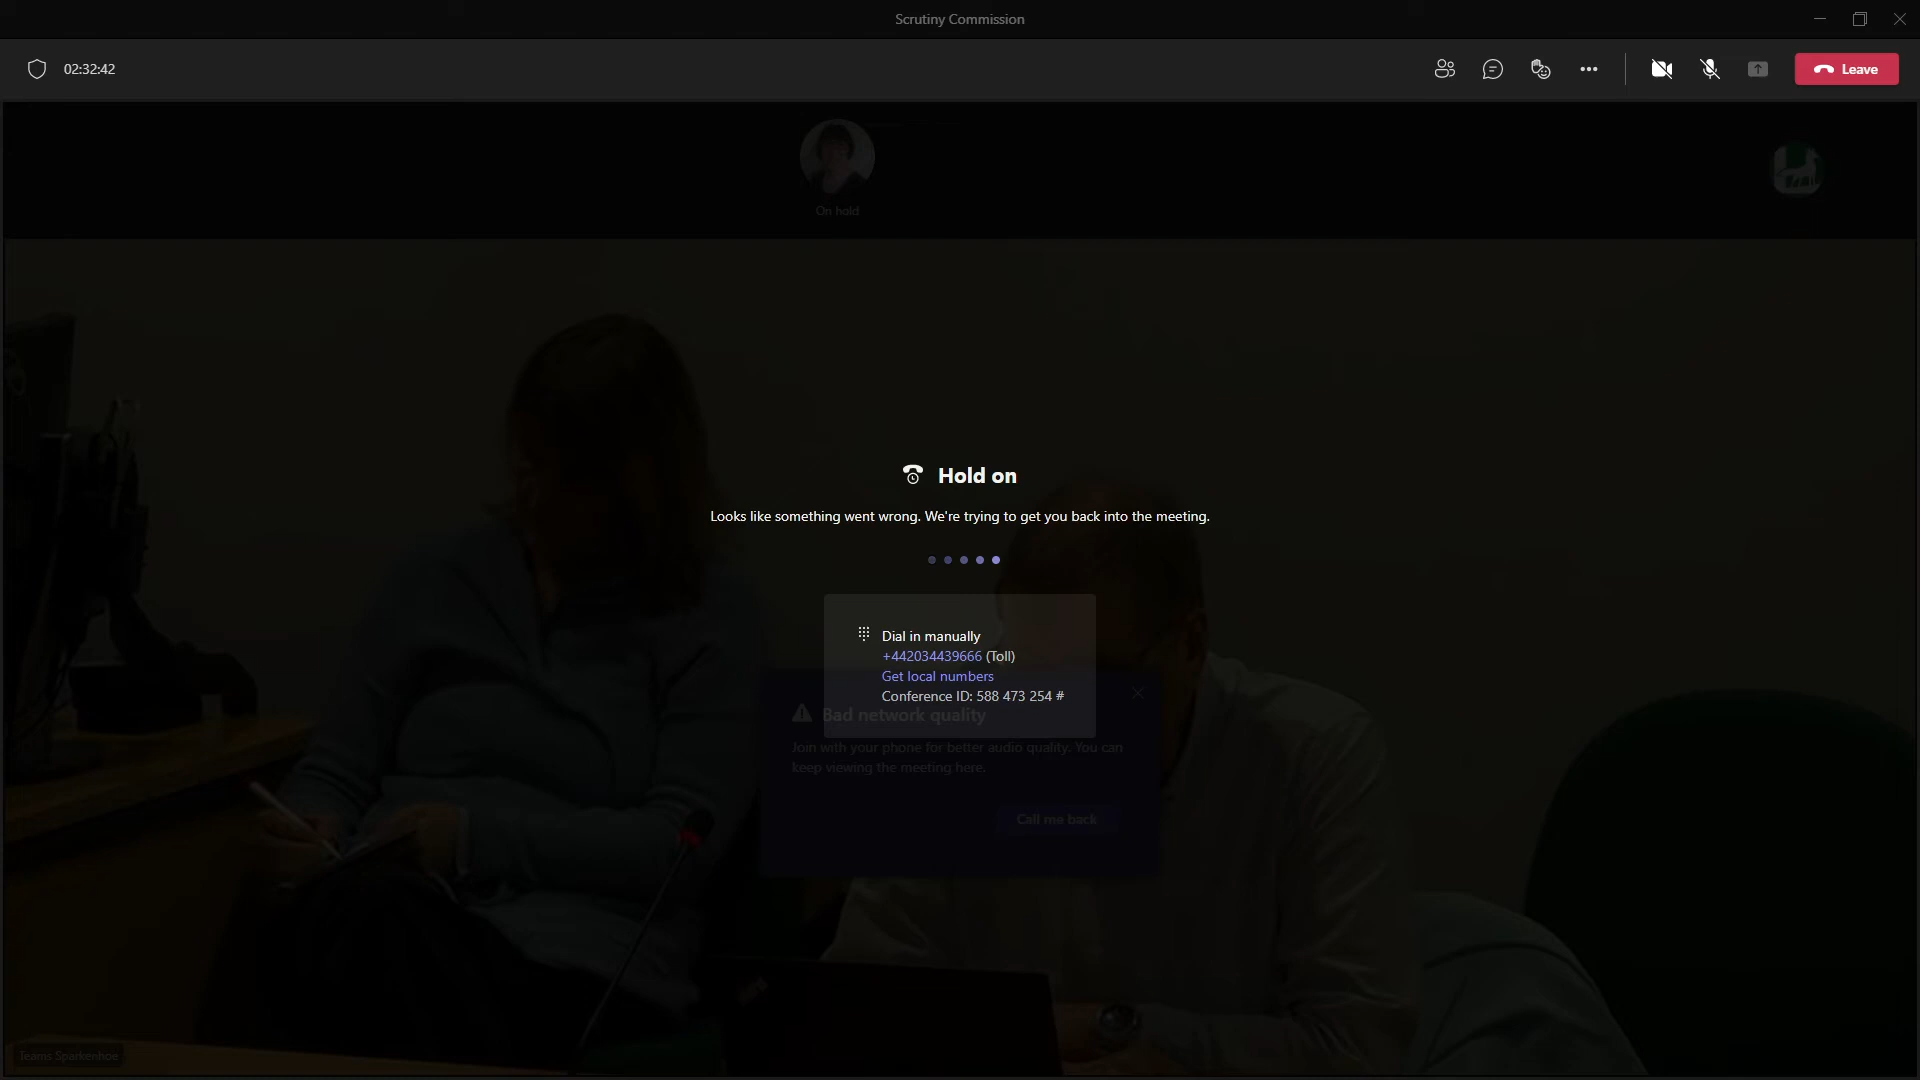 Scrutiny Commission
02:32:42
Leave
On hold
Hold on
Looks like something went wrong. We're trying to get you back into the meeting.
Dial in manually
+442034439666 (Toll)
Get local numbers
Conference ID: 588 473 254 #
Bad network quality
Join with your phone for better audio quality. You can
keep viewing the meeting here.
Call me back
Teams Sparkenhoe